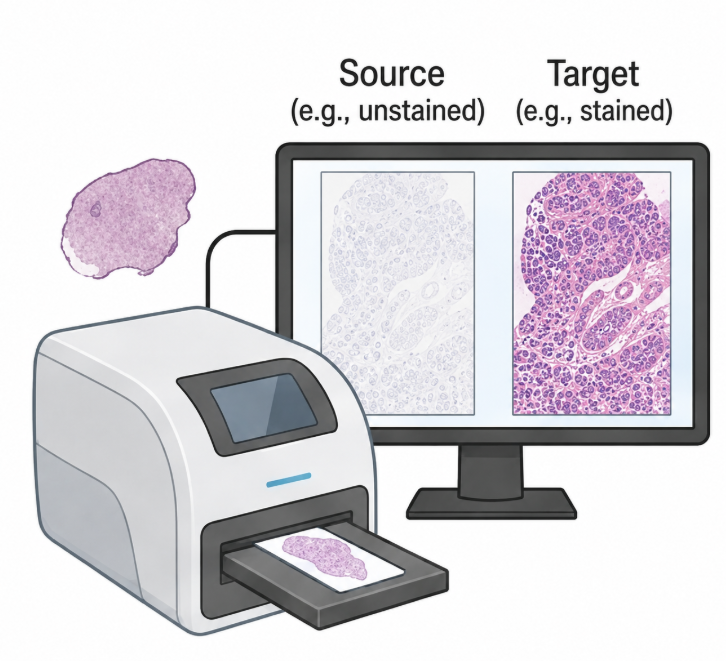 Source
(e.g., unstained)
Target
(e.g., stained)